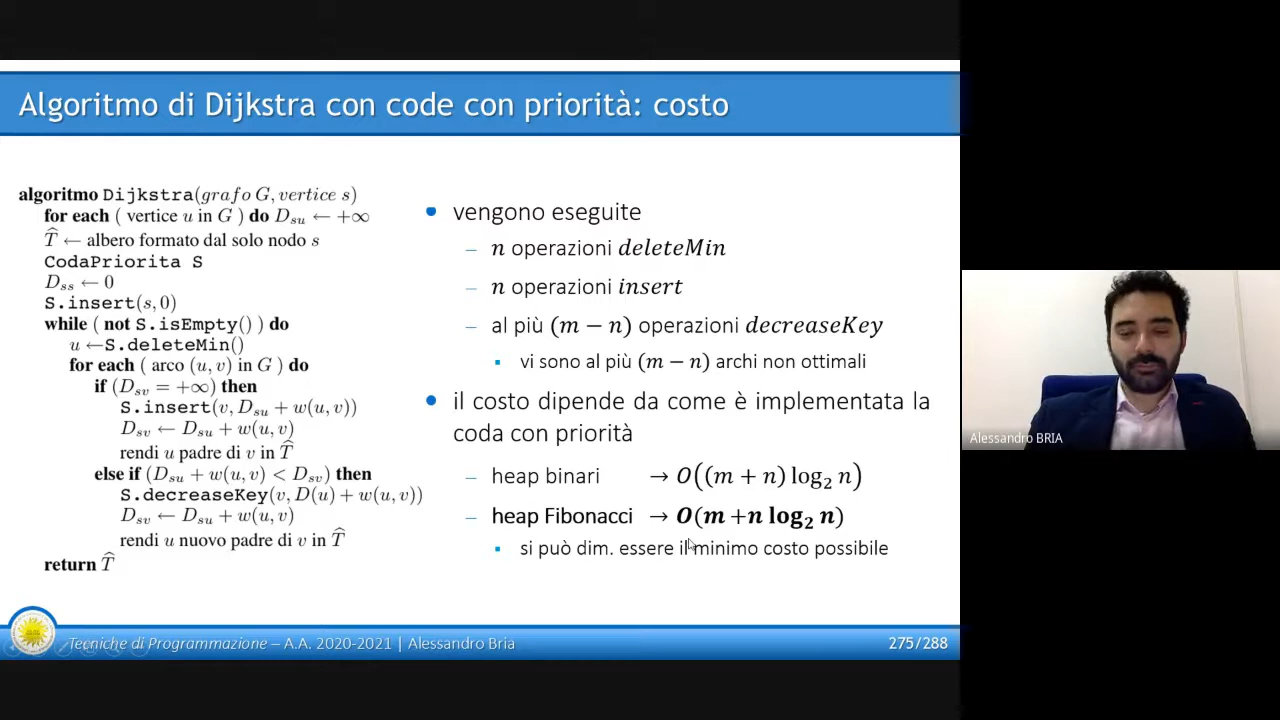 Algoritmo di Dijkstra con code con priorità: costo
algoritmo Dijkstra(grafo G, vertice s)
for each ( vertice u in G ) do D_su ← +∞
T̂ ← albero formato dal solo nodo s
CodaPriorita S
D_ss ← 0
S.insert(s, 0)
while ( not S.isEmpty() ) do
u ←S.deleteMin()
for each ( arco (u, v) in G ) do
if (D_sv = +∞) then
S.insert(v, D_su + w(u, v))
D_sv ← D_su + w(u, v)
rendi u padre di v in T̂
else if (D_su + w(u, v) < D_sv) then
S.decreaseKey(v, D(u) + w(u, v))
D_sv ← D_su + w(u, v)
rendi u nuovo padre di v in T̂
return T̂
• vengono eseguite
– n operazioni deleteMin
– n operazioni insert
– al più (m − n) operazioni decreaseKey
▪ vi sono al più (m − n) archi non ottimali
• il costo dipende da come è implementata la
coda con priorità
– heap binari → O((m + n) log₂ n)
– heap Fibonacci → O(m + n log₂ n)
▪ si può dim. essere il minimo costo possibile
Tecniche di Programmazione – A.A. 2020-2021 | Alessandro Bria
275/288
Alessandro BRIA